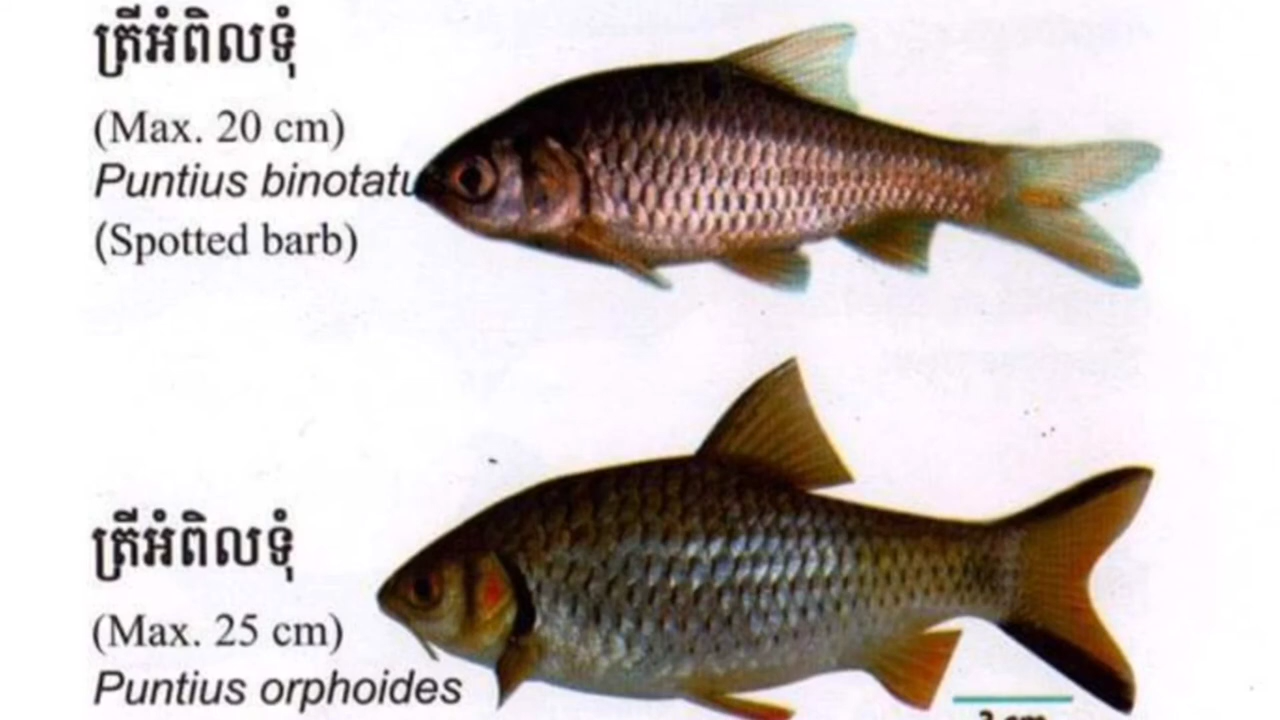 ត្រីអំពិលទុំ
(Max. 20 cm)
Puntius binotatu
(Spotted barb)
ត្រីអំពិលទុំ
(Max. 25 cm)
Puntius orphoides